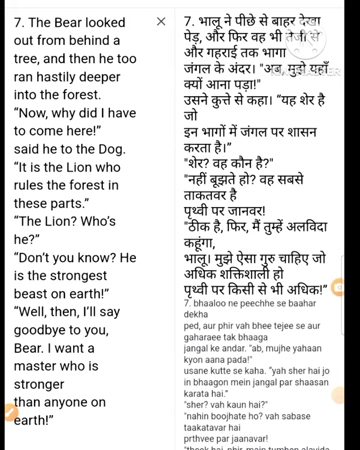 7. The Bear looked
out from behind a
tree, and then he too
ran hastily deeper
into the forest.
“Now, why did I have
to come here!”
said he to the Dog.
“It is the Lion who
rules the forest in
these parts.”
“The Lion? Who’s
he?”
“Don’t you know? He
is the strongest
beast on earth!”
“Well, then, I’ll say
goodbye to you,
Bear. I want a
master who is
stronger
than anyone on
earth!”
7. भालू ने पीछे से बाहर देखा
पेड़, और फिर वह भी तेजी से
और गहराई तक भागा
जंगल के अंदर। "अब, मुझे यहाँ
क्यों आना पड़ा!"
उसने कुत्ते से कहा। “यह शेर है
जो
इन भागों में जंगल पर शासन
करता है।”
"शेर? वह कौन है?"
"नहीं बूझते हो? वह सबसे
ताकतवर है
पृथ्वी पर जानवर!
"ठीक है, फिर, मैं तुम्हें अलविदा
कहूंगा,
भालू। मुझे ऐसा गुरु चाहिए जो
अधिक शक्तिशाली हो
पृथ्वी पर किसी से भी अधिक!”
7. bhaaloo ne peechhe se baahar
dekha
ped, aur phir vah bhee tejee se aur
gaharaee tak bhaaga
jangal ke andar. "ab, mujhe yahaan
kyon aana pada!"
usane kutte se kaha. "yah sher hai jo
in bhaagon mein jangal par shaasan
karata hai."
"sher? vah kaun hai?"
"nahin boojhate ho? vah sabase
taakatavar hai
prthvee par jaanavar!
"theek hai, phir, main tumhen alavida